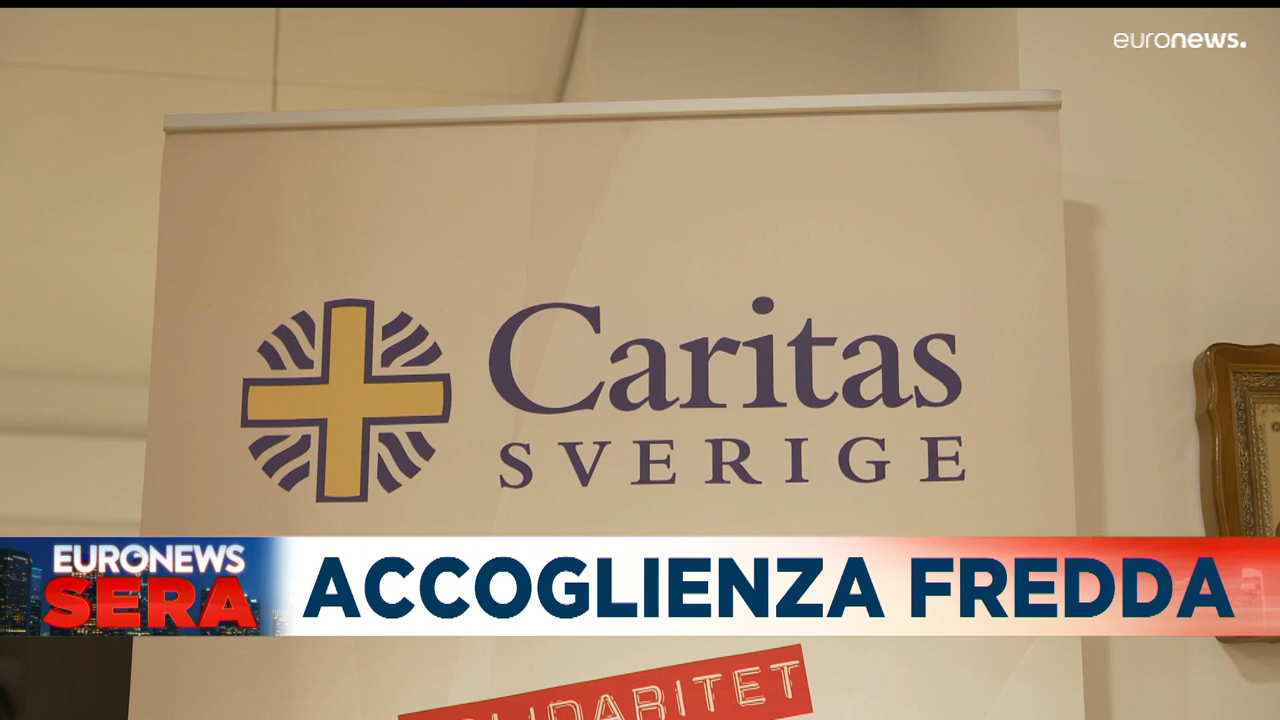 euronews.
Caritas
SVERIGE
EURONEWS
SERA
ACCOGLIENZA FREDDA